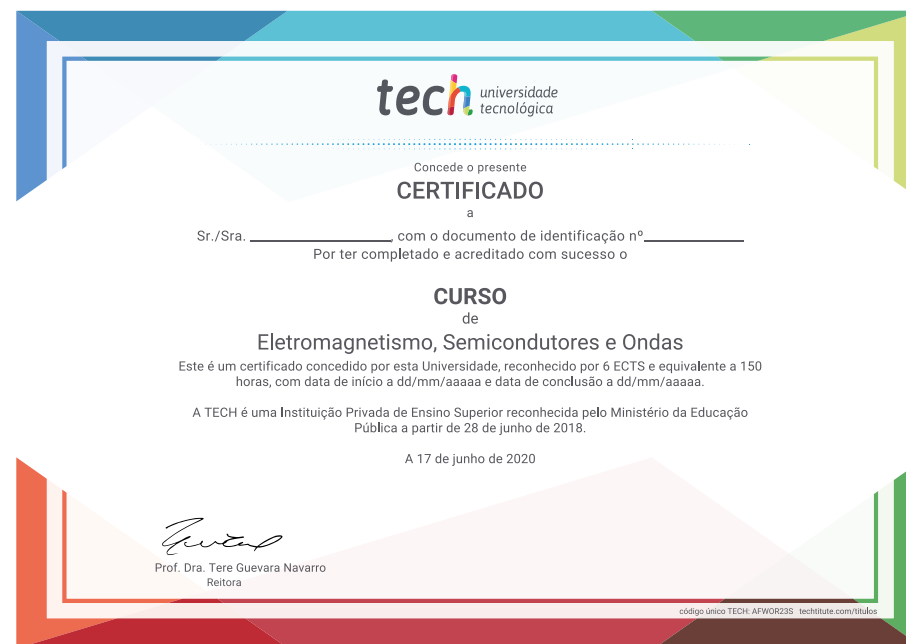 tech universidade
tecnológica
Concede o presente
CERTIFICADO
a
Sr./Sra. ________________, com o documento de identificação nº____________
Por ter completado e acreditado com sucesso o
CURSO
de
Eletromagnetismo, Semicondutores e Ondas
Este é um certificado concedido por esta Universidade, reconhecido por 6 ECTS e equivalente a 150
horas, com data de início a dd/mm/aaaaa e data de conclusão a dd/mm/aaaaa.
A TECH é uma Instituição Privada de Ensino Superior reconhecida pelo Ministério da Educação
Pública a partir de 28 de junho de 2018.
A 17 de junho de 2020
Prof. Dra. Tere Guevara Navarro
Reitora
código único TECH: AFWOR23S techtitute.com/titulos